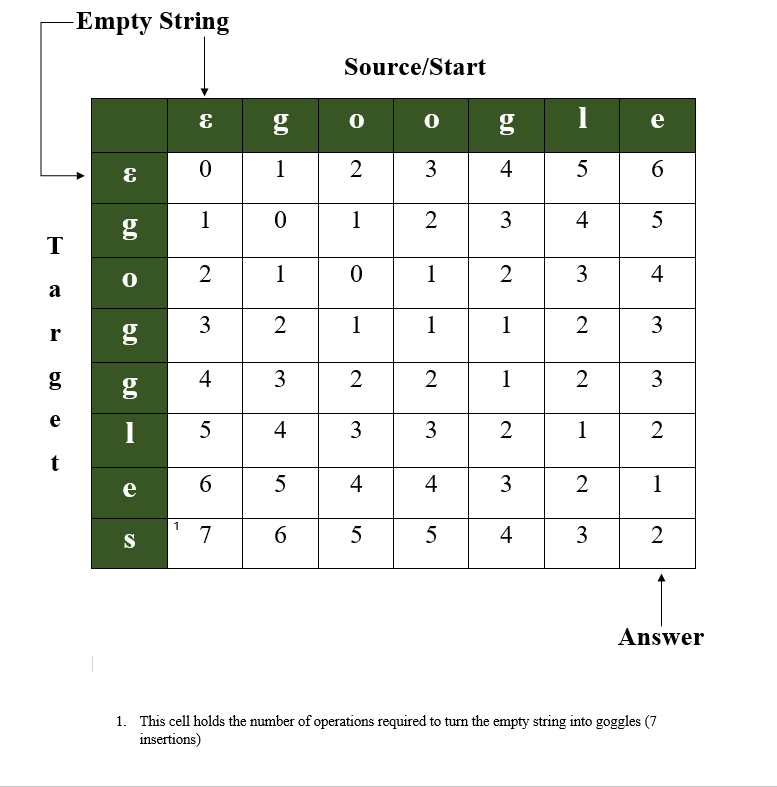 Empty String
Source/Start
ε g o o g l e
ε 0 1 2 3 4 5 6
g 1 0 1 2 3 4 5
o 2 1 0 1 2 3 4
g 3 2 1 1 1 2 3
g 4 3 2 2 1 2 3
l 5 4 3 3 2 1 2
e 6 5 4 4 3 2 1
s 1 7 6 5 5 4 3 2
T
a
r
g
e
t
Answer
1. This cell holds the number of operations required to turn the empty string into goggles (7
insertions)